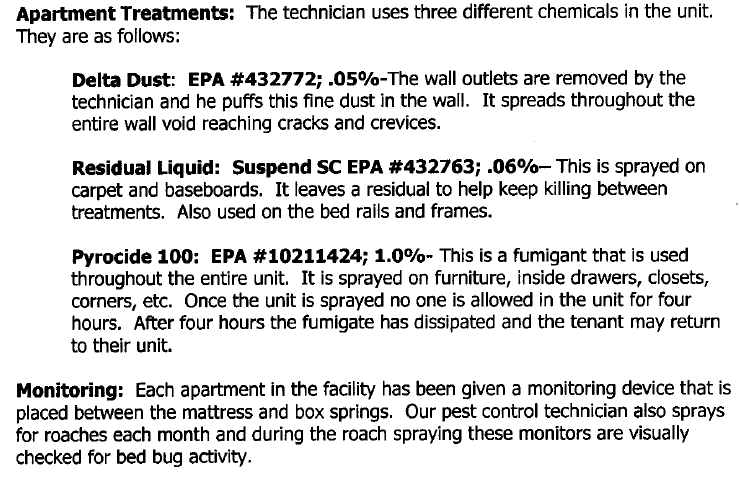 Apartment Treatments: The technician uses three different chemicals in the unit.
They are as follows:
Delta Dust: EPA #432772; .05%-The wall outlets are removed by the
technician and he puffs this fine dust in the wall. It spreads throughout the
entire wall void reaching cracks and crevices.
Residual Liquid: Suspend SC EPA #432763; .06%– This is sprayed on
carpet and baseboards. It leaves a residual to help keep killing between
treatments. Also used on the bed rails and frames.
Pyrocide 100: EPA #10211424; 1.0%- This is a fumigant that is used
throughout the entire unit. It is sprayed on furniture, inside drawers, closets,
corners, etc. Once the unit is sprayed no one is allowed in the unit for four
hours. After four hours the fumigate has dissipated and the tenant may return
to their unit.
Monitoring: Each apartment in the facility has been given a monitoring device that is
placed between the mattress and box springs. Our pest control technician also sprays
for roaches each month and during the roach spraying these monitors are visually
checked for bed bug activity.